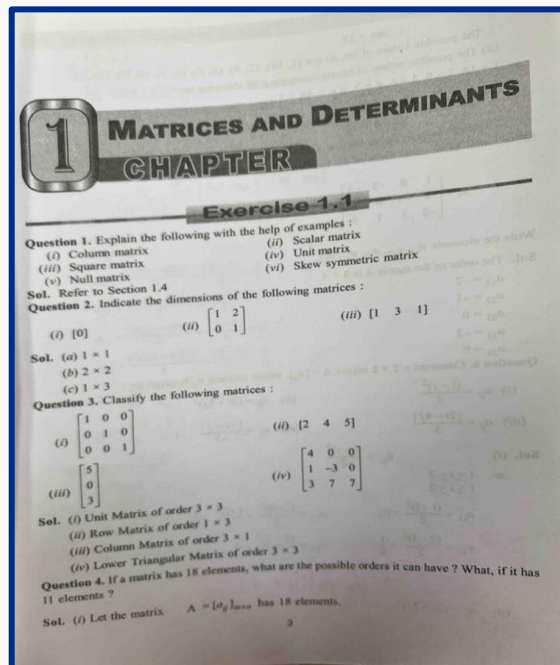 1
MATRICES AND DETERMINANTS
CHAPTER
Exercise 1.1
Question 1. Explain the following with the help of examples :
(i) Column matrix (ii) Scalar matrix
(iii) Square matrix (iv) Unit matrix
(v) Null matrix (vi) Skew symmetric matrix
Sol. Refer to Section 1.4
Question 2. Indicate the dimensions of the following matrices :
(i) [0] (ii) [1 2
0 1] (iii) [1 3 1]
Sol. (a) 1 × 1
(b) 2 × 2
(c) 1 × 3
Question 3. Classify the following matrices :
(i) [1 0 0
0 1 0
0 0 1] (ii) [2 4 5]
(iii) [5
0
3] (iv) [4 0 0
1 -3 0
3 7 7]
Sol. (i) Unit Matrix of order 3 × 3
(ii) Row Matrix of order 1 × 3
(iii) Column Matrix of order 3 × 1
(iv) Lower Triangular Matrix of order 3 × 3
Question 4. If a matrix has 18 elements, what are the possible orders it can have ? What, if it has
11 elements ?
Sol. (i) Let the matrix A = [a_ij]_m×n has 18 elements.
3